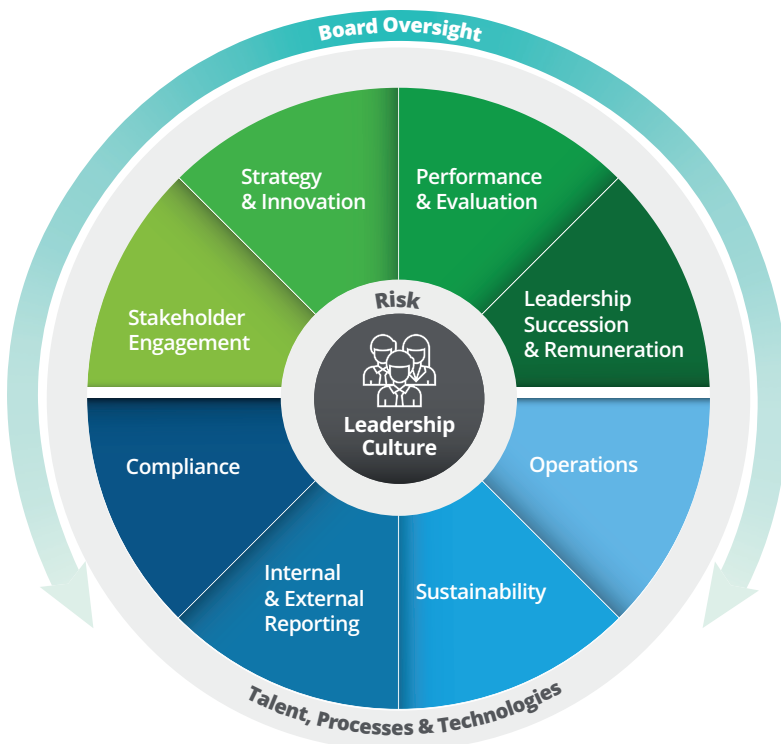 Board Oversight
Strategy
& Innovation
Performance
& Evaluation
Stakeholder
Engagement
Leadership
Succession
& Remuneration
Risk
Leadership
Culture
Compliance
Operations
Internal
& External
Reporting
Sustainability
Talent, Processes & Technologies